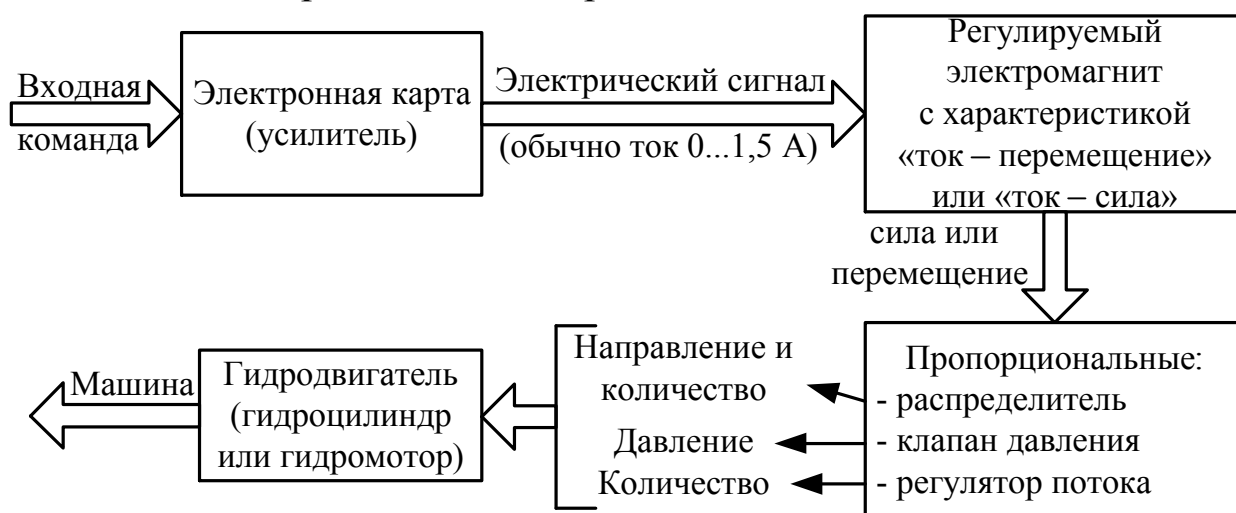 Входная
команда
Электронная карта
(усилитель)
Электрический сигнал
(обычно ток 0...1,5 А)
Регулируемый
электромагнит
с характеристикой
«ток – перемещение»
или «ток – сила»
сила или
перемещение
Пропорциональные:
- распределитель
- клапан давления
- регулятор потока
Направление и
количество
Давление
Количество
Гидродвигатель
(гидроцилиндр
или гидромотор)
Машина